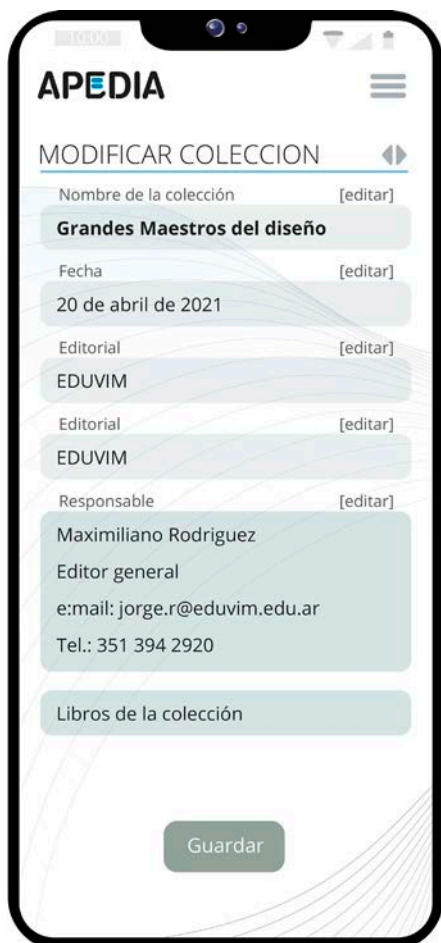 10:00
APEDIA
MODIFICAR COLECCION
Nombre de la colección [editar]
Grandes Maestros del diseño
Fecha [editar]
20 de abril de 2021
Editorial [editar]
EDUVIM
Editorial [editar]
EDUVIM
Responsable [editar]
Maximiliano Rodriguez
Editor general
e:mail: jorge.r@eduvim.edu.ar
Tel.: 351 394 2920
Libros de la colección
Guardar